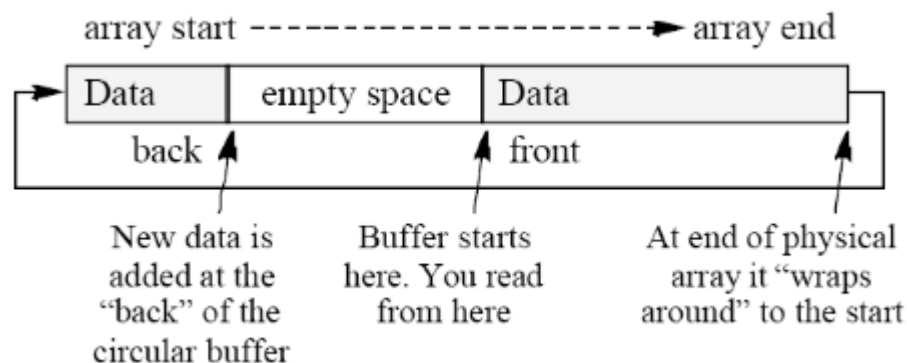 array start
array end
Data
empty space
Data
back
front
New data is
added at the
“back” of the
circular buffer
Buffer starts
here. You read
from here
At end of physical
array it “wraps
around” to the start